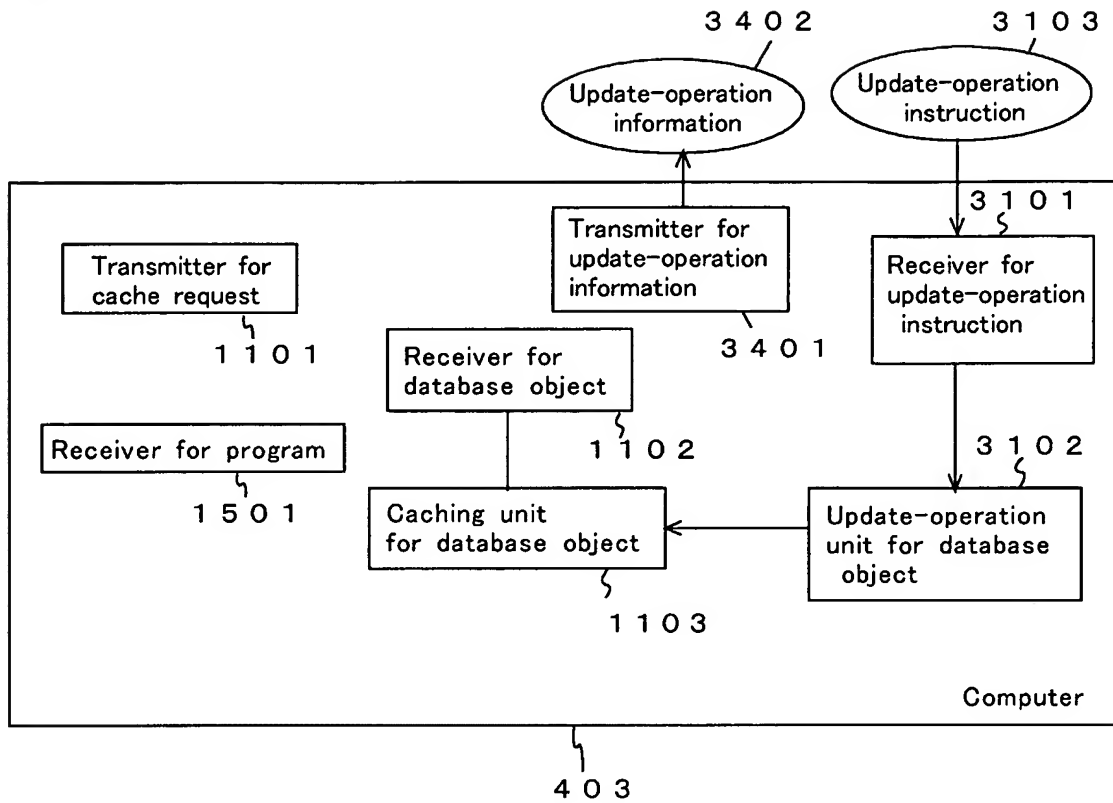 3402
3103
Update-operation
information
Update-operation
instruction
3101
Transmitter for
update-operation
information
Receiver for
update-operation
instruction
Transmitter for
cache request
1101
3401
Receiver for
database object
1102
3102
Receiver for program
1501
Caching unit
for database object
Update-operation
unit for database
object
1103
Computer
403